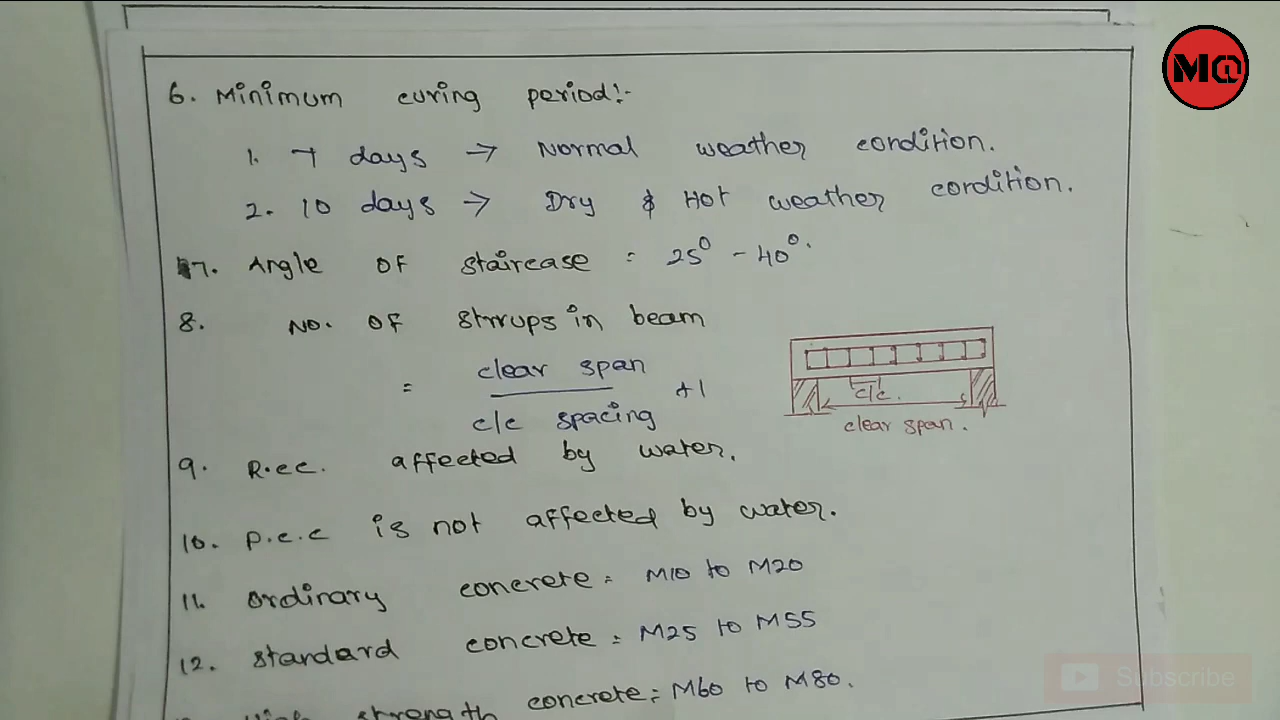 M@
6. Minimum curing period:-
1. 7 days → Normal weather condition.
2. 10 days → Dry & Hot weather condition.
7. Angle of staircase = 25° - 40°.
8. No. of strrups in beam
= clear span / c/c spacing +1
c/c.
clear span.
9. R.C.C. affected by water.
10. P.C.C is not affected by water.
11. ordinary concrete = M10 to M20
12. standard concrete = M25 to M55
High strength concrete = M60 to M80.
Subscribe